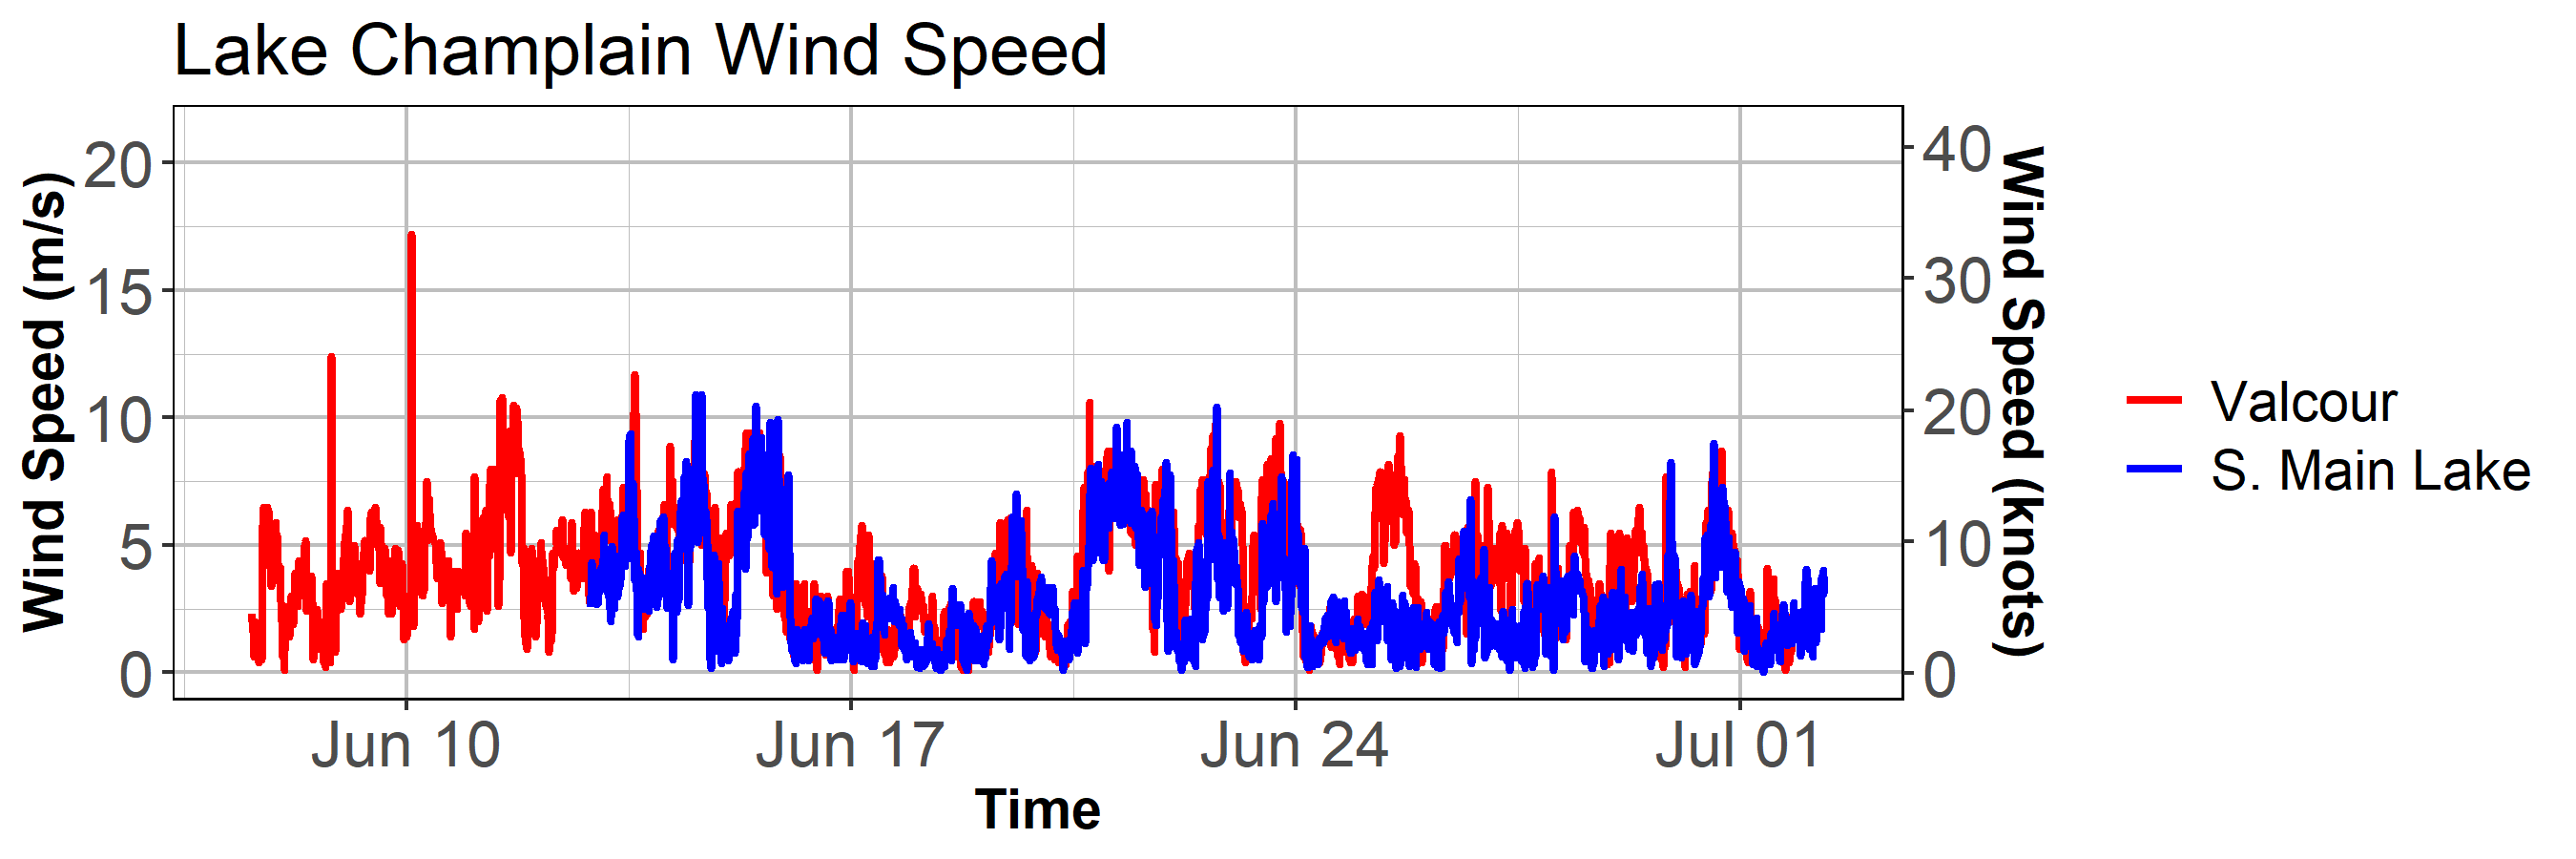 Lake Champlain Wind Speed
Wind Speed (m/s)
20
15
10
5
0
40
30
20
10
0
Wind Speed (knots)
Valcour
S. Main Lake
Jun 10
Jun 17
Jun 24
Jul 01
Time